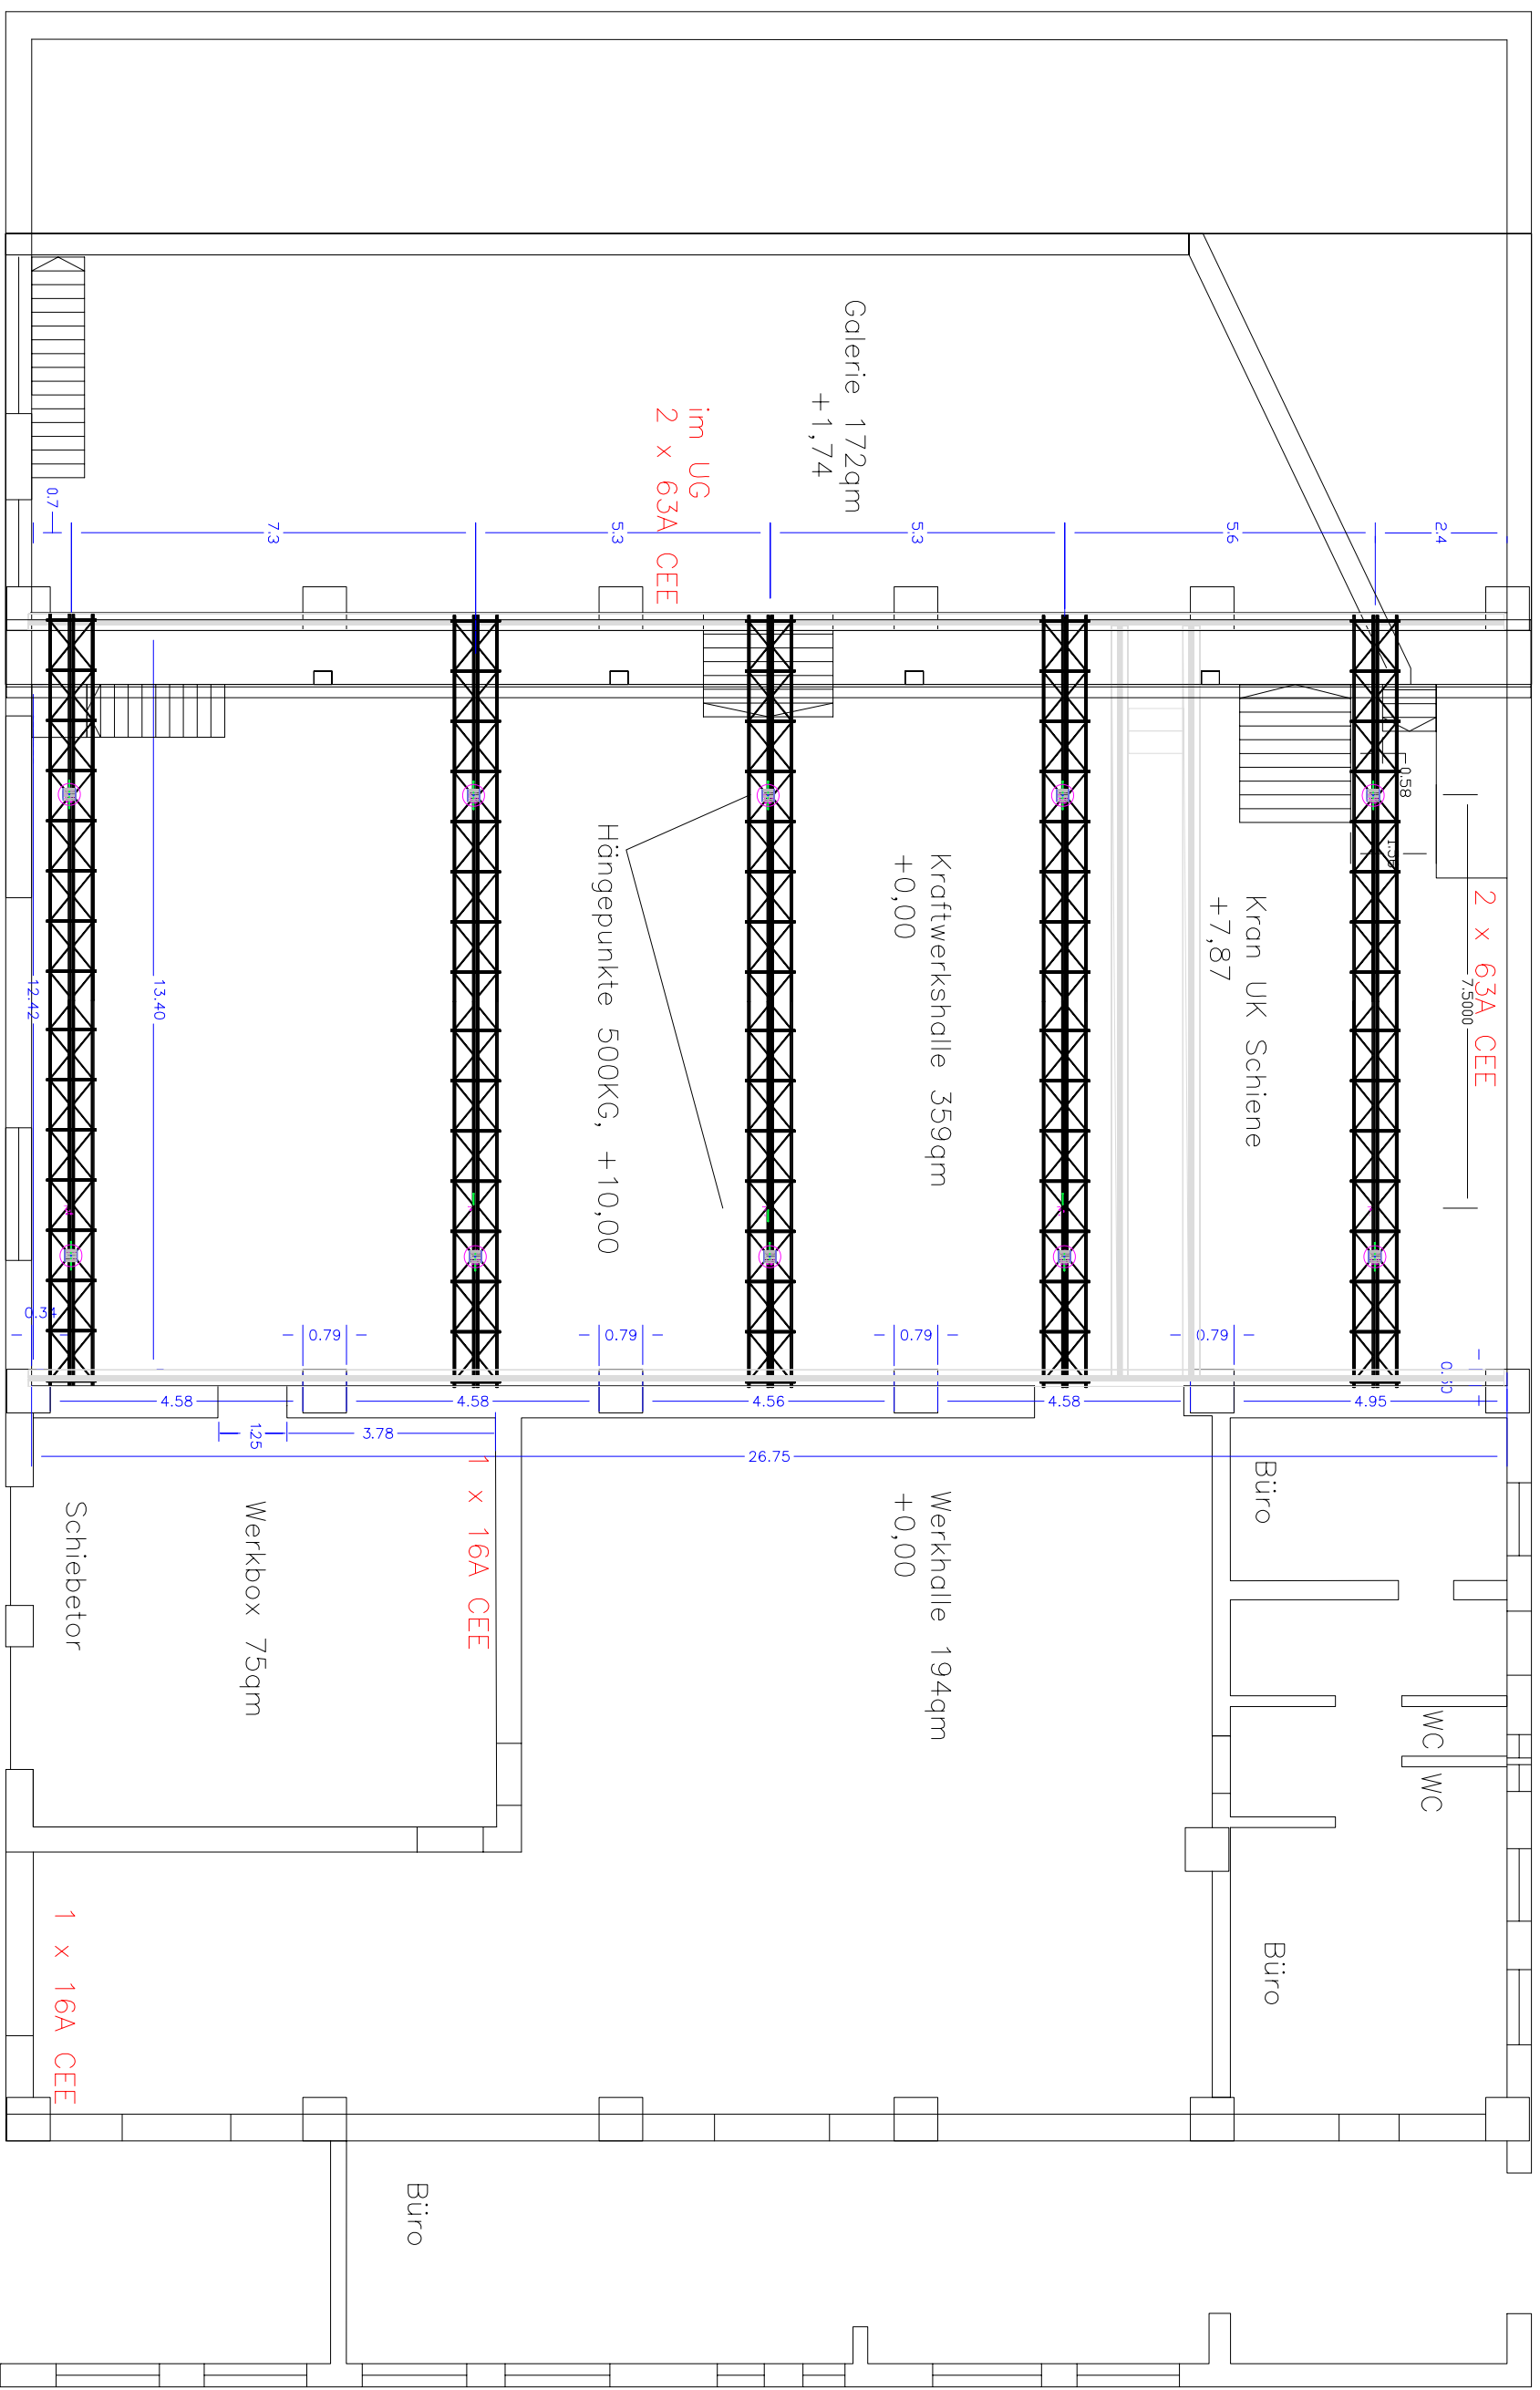 Galerie 172qm
+1,74
im UG
2 x 63A CEE
0.7
7.3
5.3
5.3
5.6
2.4
0.58
7.5000
2 x 63A CEE
Kran UK Schiene
+7,87
Kraftwerkshalle 359qm
+0,00
Hängepunkte 500KG, +10,00
13.40
12.42
0.34
0.79
0.79
0.79
0.79
4.58
4.58
4.56
4.58
4.95
1.25
3.78
26.75
1 x 16A CEE
Werkbox 75qm
Schiebetor
Werkhalle 194qm
+0,00
Büro
WC
WC
Büro
1 x 16A CEE
Büro